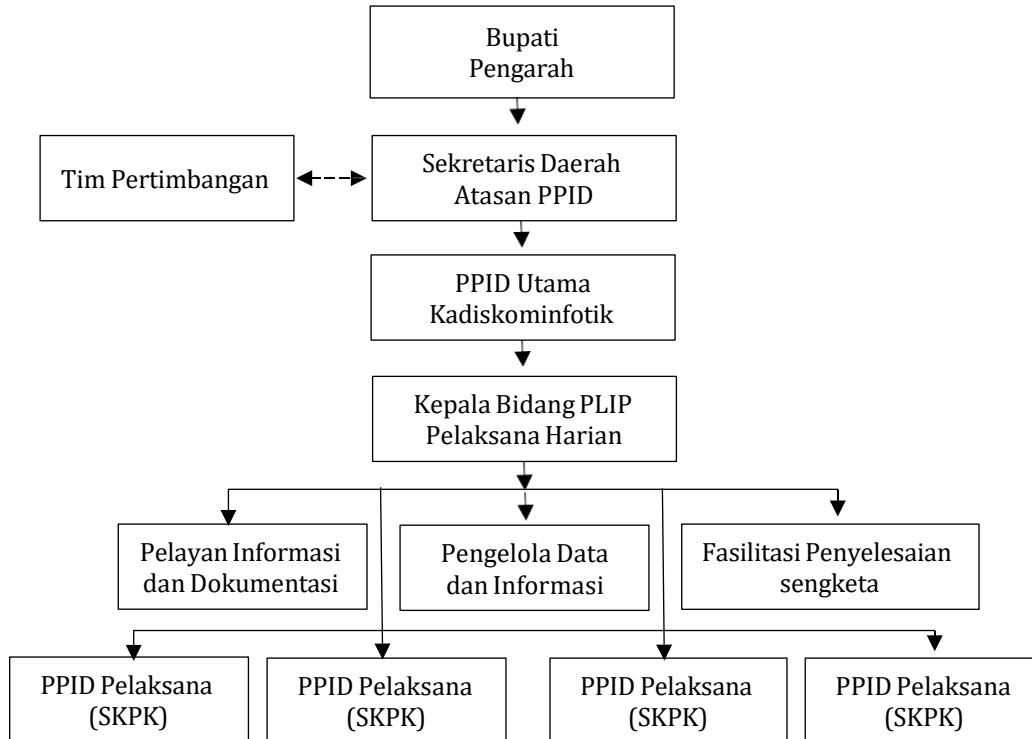 Bupati
Pengarah
Tim Pertimbangan
Sekretaris Daerah
Atasan PPID
PPID Utama
Kadiskominfotik
Kepala Bidang PLIP
Pelaksana Harian
Pelayan Informasi
dan Dokumentasi
Pengelola Data
dan Informasi
Fasilitasi Penyelesaian
sengketa
PPID Pelaksana
(SKPK)
PPID Pelaksana
(SKPK)
PPID Pelaksana
(SKPK)
PPID Pelaksana
(SKPK)